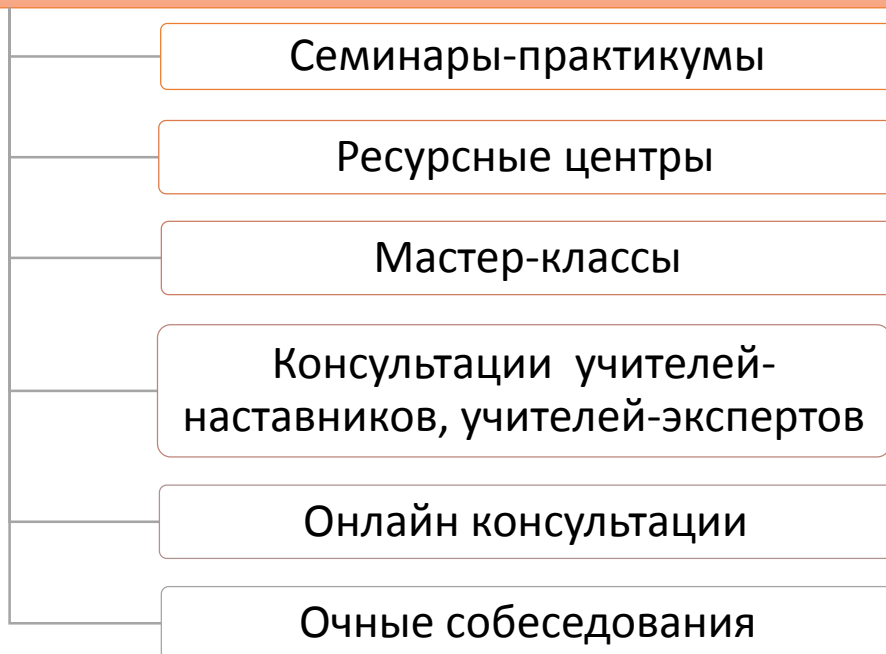 Семинары-практикумы
Ресурсные центры
Мастер-классы
Консультации учителей-
наставников, учителей-экспертов
Онлайн консультации
Очные собеседования